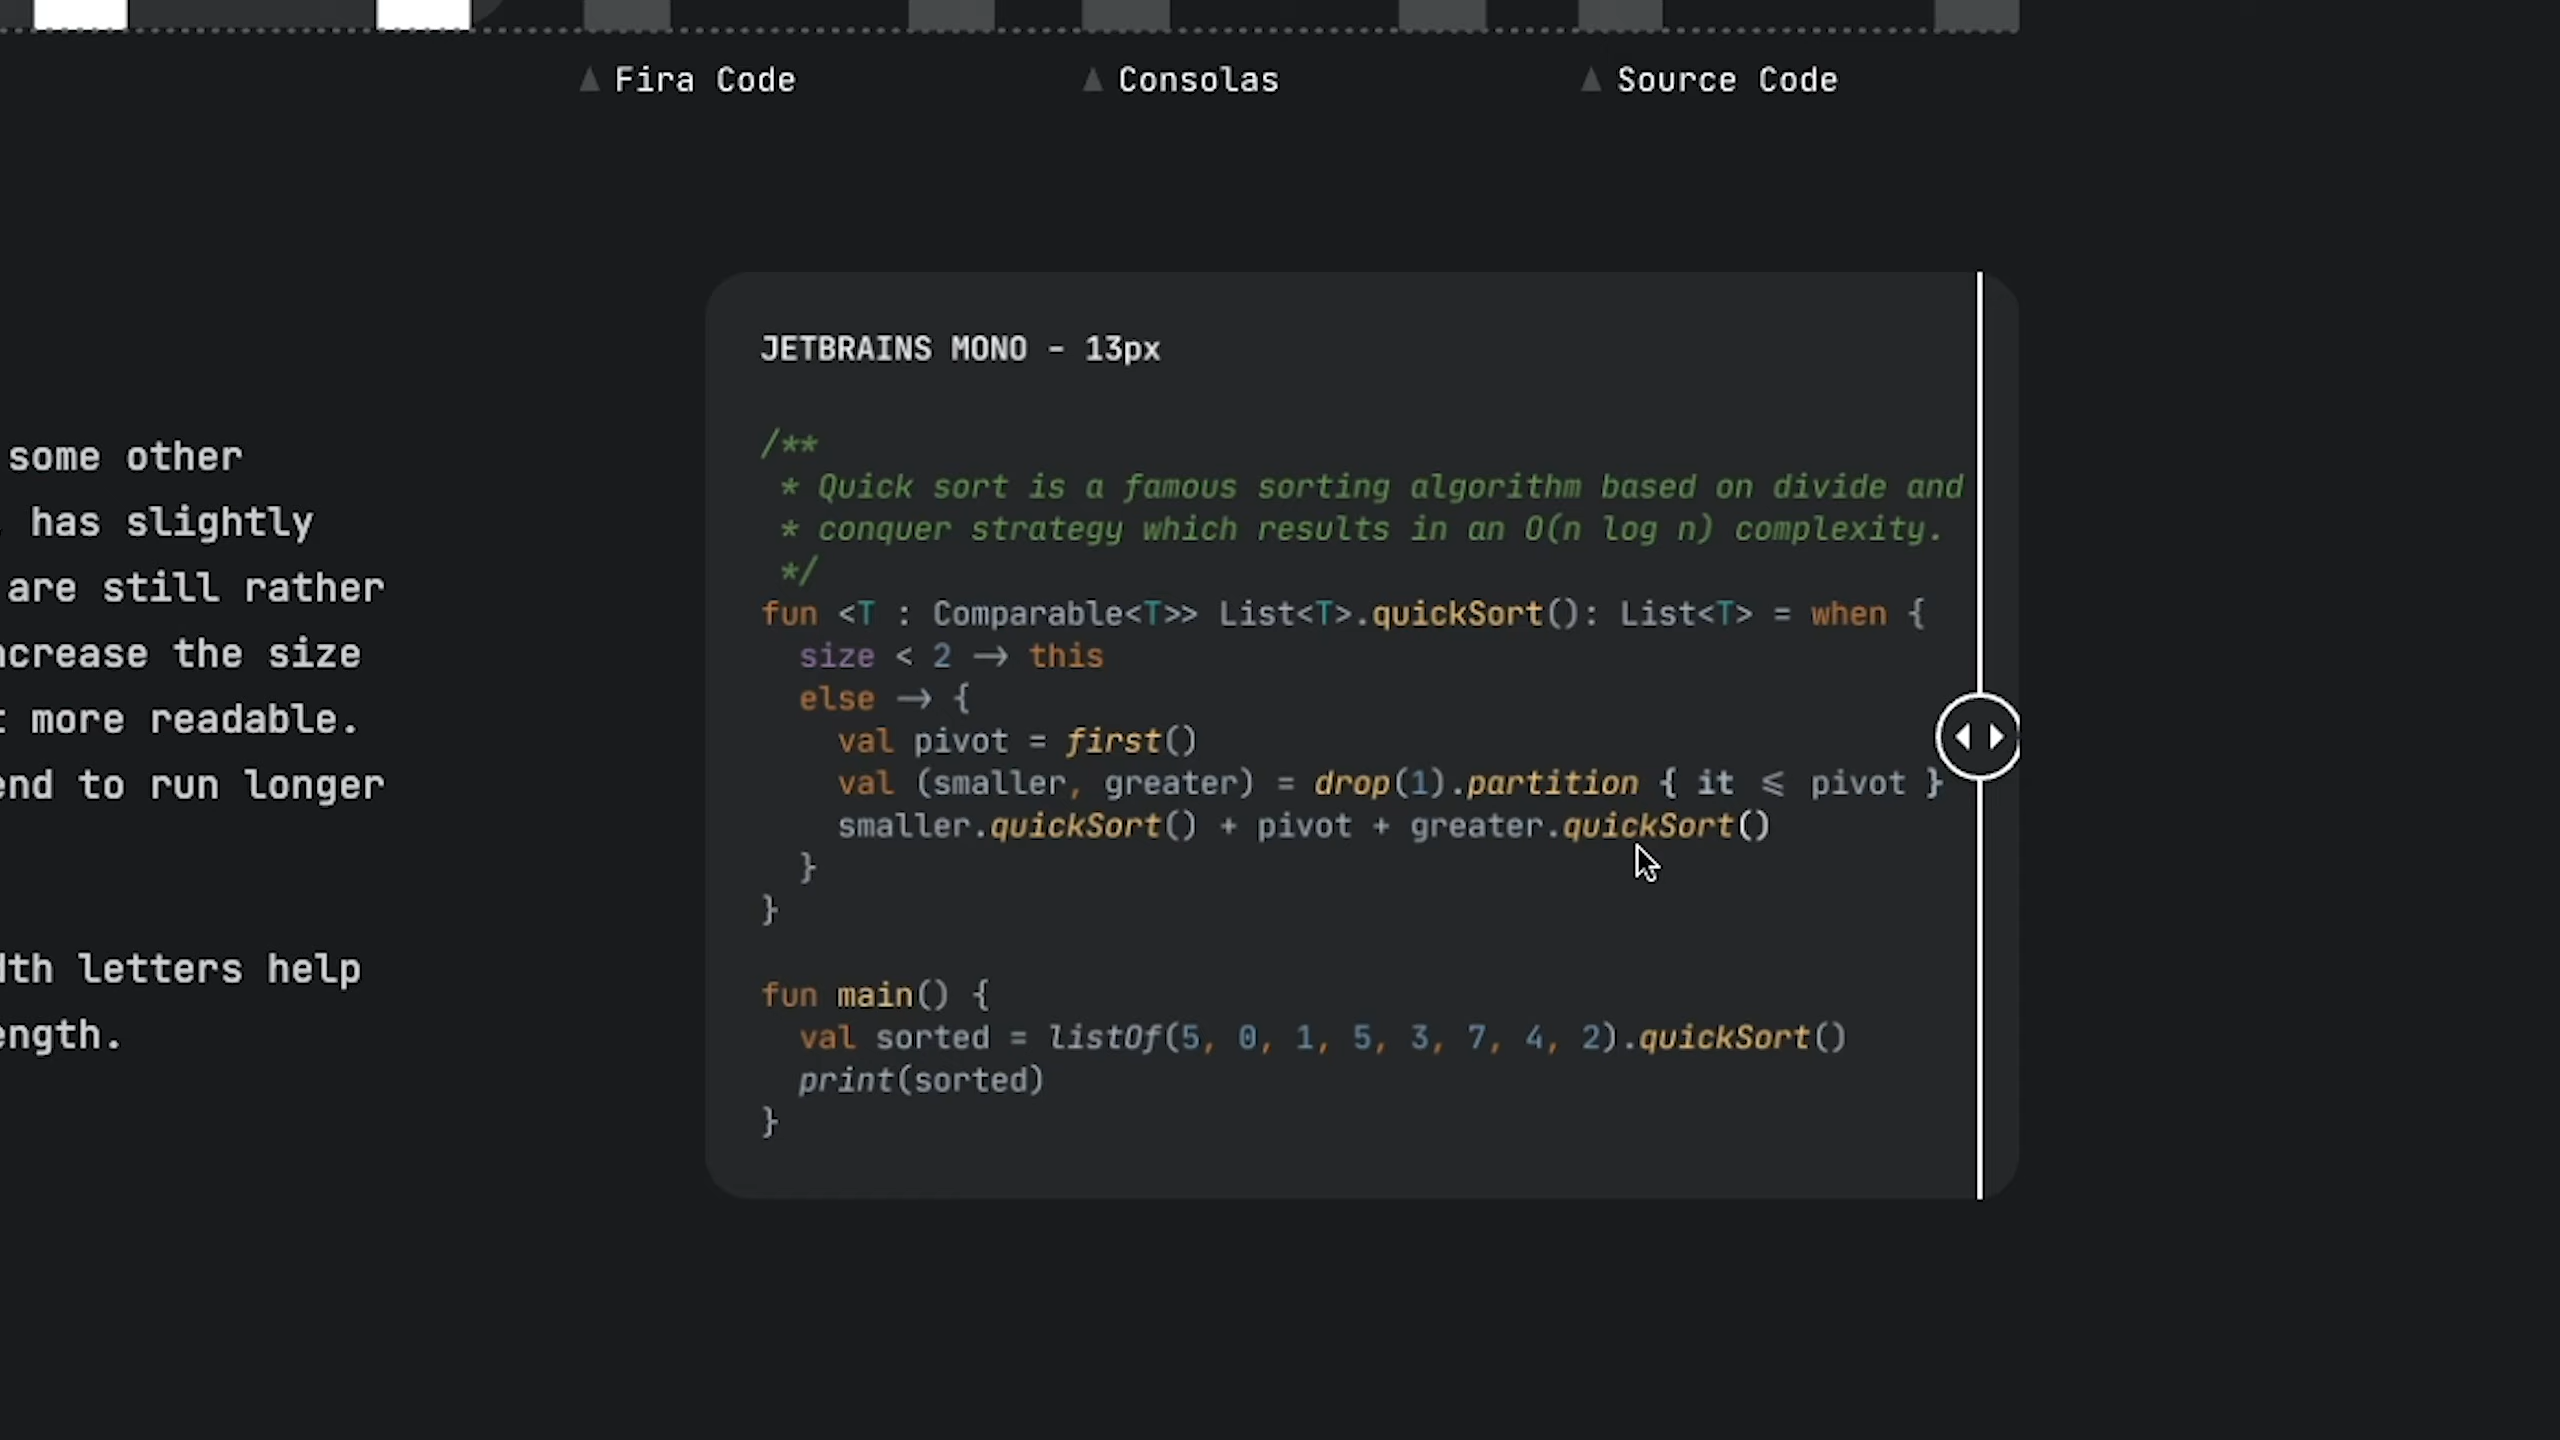 Fira Code
Consolas
Source Code
some other
has slightly
are still rather
the size
more readable.
to run longer
letters help
JETBRAINS MONO - 13px
/**
 * Quick sort is a famous sorting algorithm based on divide and
 * conquer strategy which results in an O(n log n) complexity.
 */
fun <T : Comparable<T>> List<T>.quickSort(): List<T> = when {
  size < 2 -> this
  else -> {
    val pivot = first()
    val (smaller, greater) = drop(1).partition { it <= pivot }
    smaller.quickSort() + pivot + greater.quickSort()
  }
}
fun main() {
  val sorted = listOf(5, 0, 1, 5, 3, 7, 4, 2).quickSort()
  print(sorted)
}